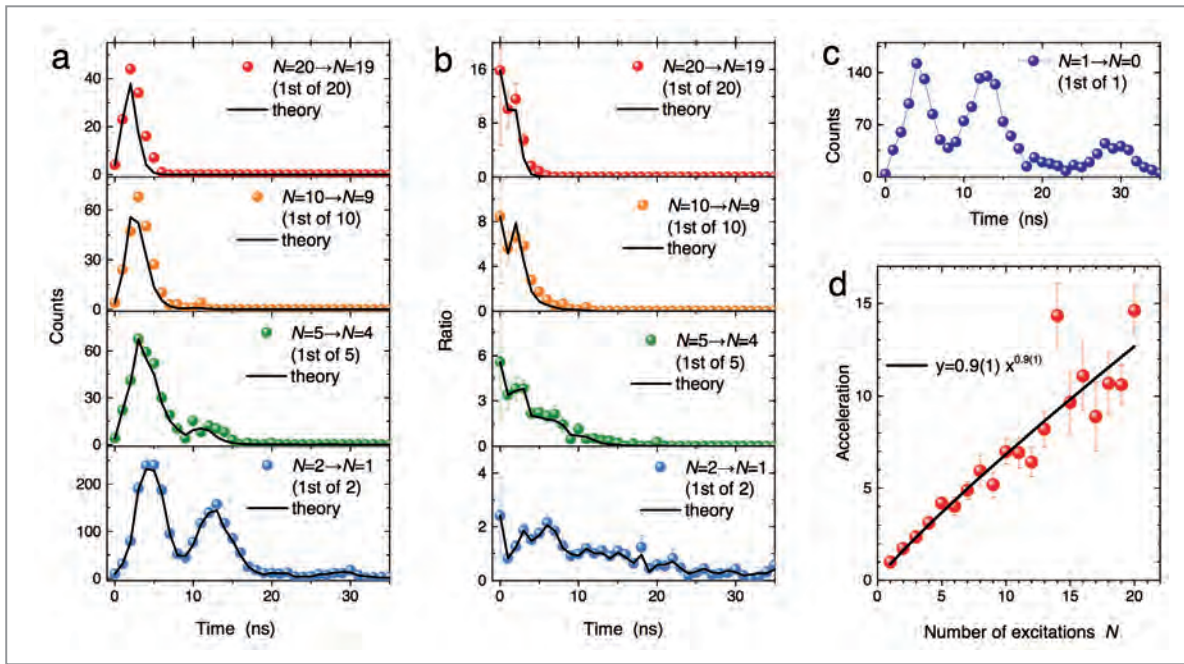 a
Counts
40
20
0
N=20→N=19
(1st of 20)
theory
60
30
0
N=10→N=9
(1st of 10)
theory
60
30
0
N=5→N=4
(1st of 5)
theory
200
100
0
N=2→N=1
(1st of 2)
theory
0 10 20 30
Time (ns)
b
Ratio
16
8
0
N=20→N=19
(1st of 20)
theory
8
4
0
N=10→N=9
(1st of 10)
theory
6
3
0
N=5→N=4
(1st of 5)
theory
4
2
0
N=2→N=1
(1st of 2)
theory
0 10 20 30
Time (ns)
c
Counts
140
70
0
N=1→N=0
(1st of 1)
0 10 20 30
Time (ns)
d
Acceleration
15
10
5
0
y=0.9(1) x^0.9(1)
0 5 10 15 20
Number of excitations N